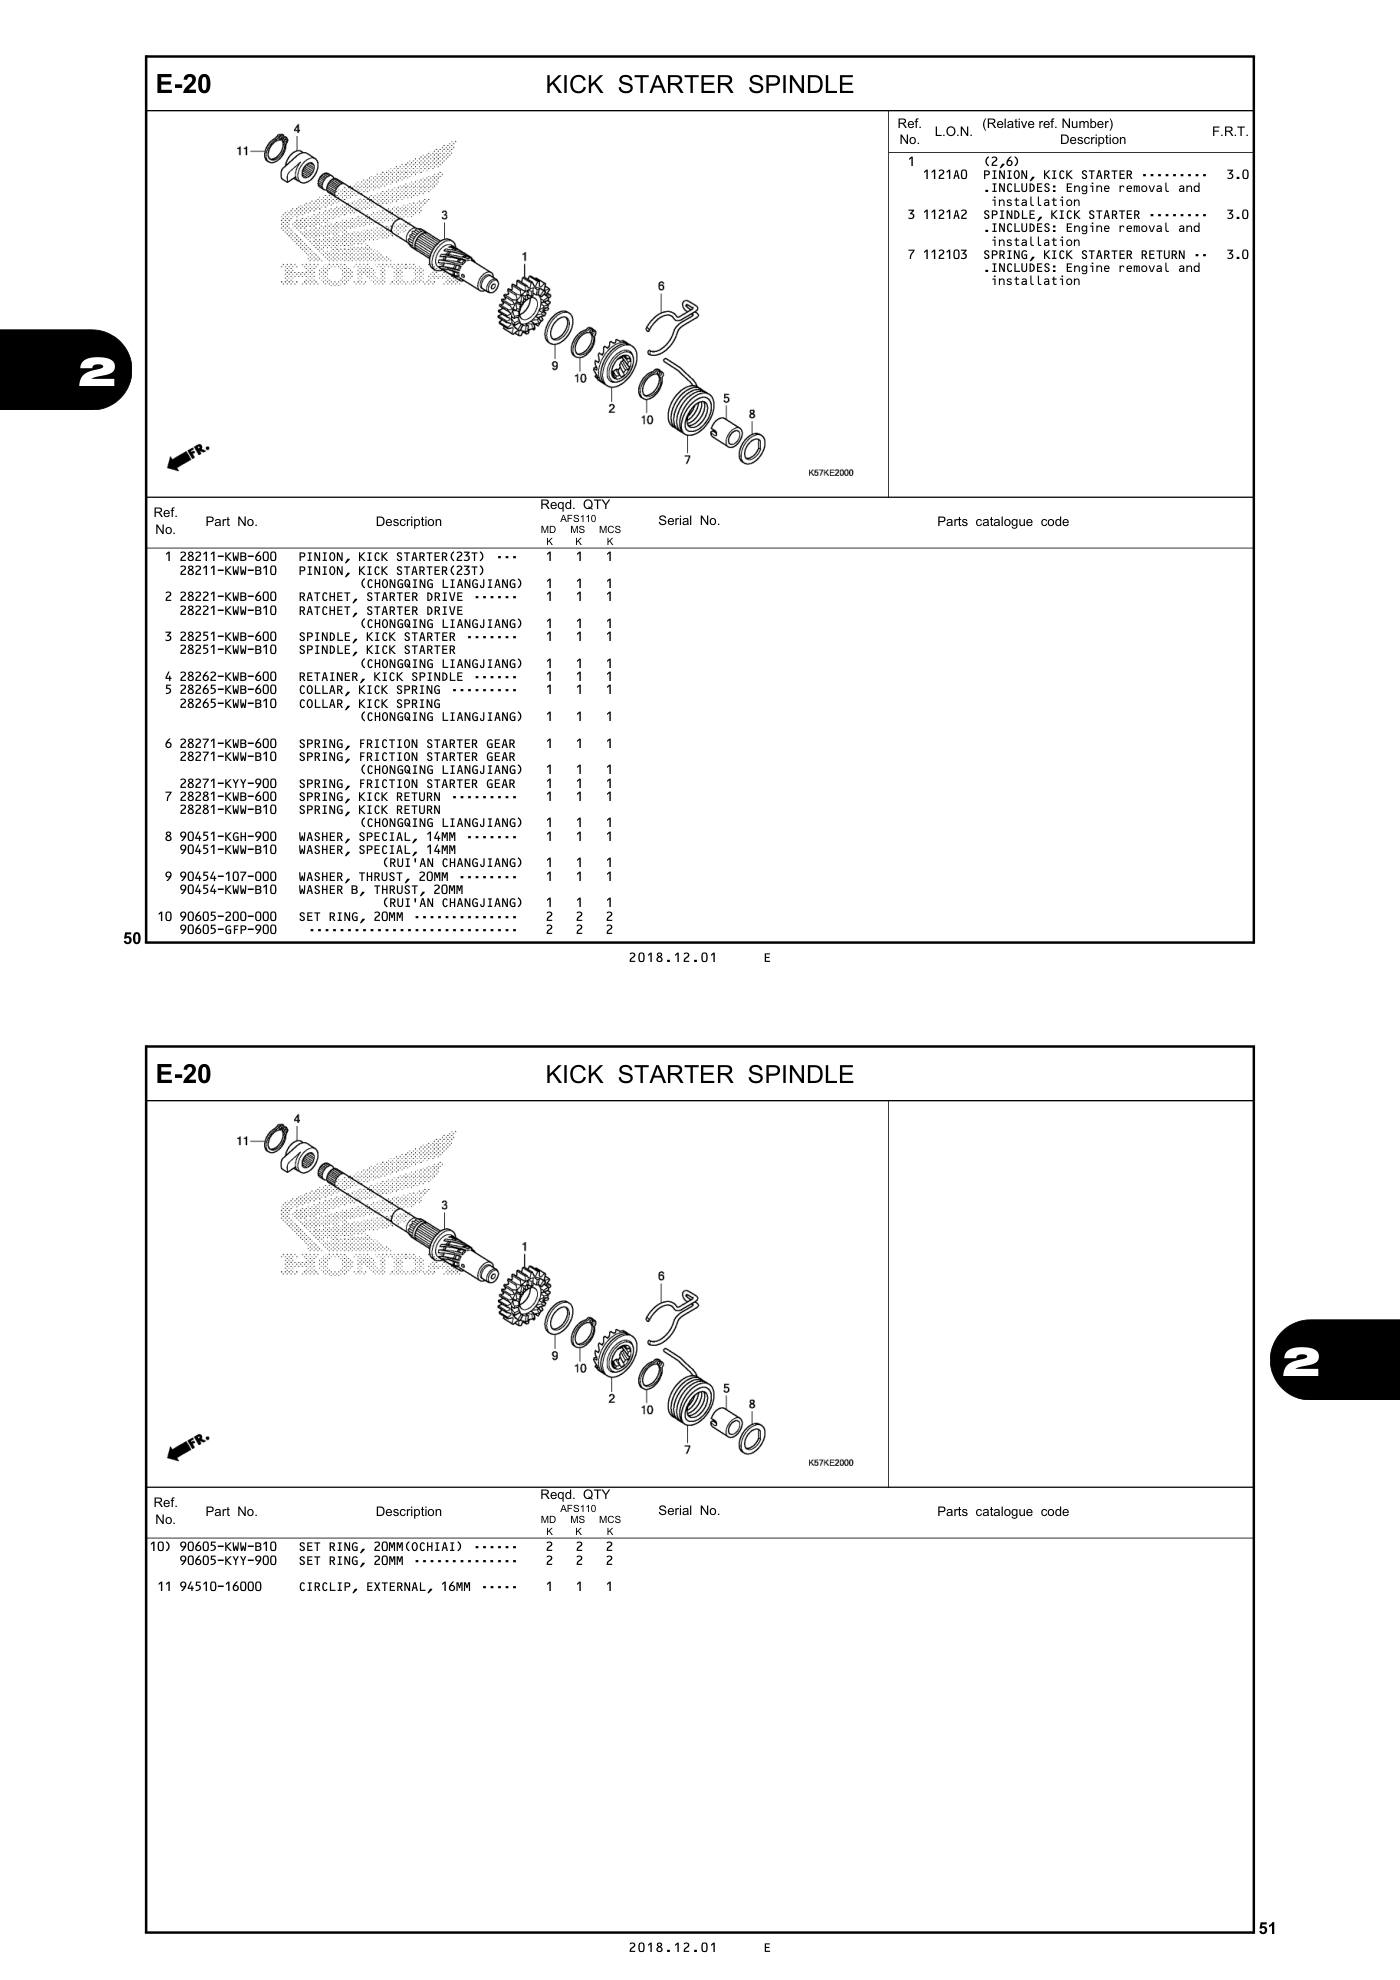 E-20 KICK STARTER SPINDLE
4
11
3
1
6
9
10
2
10
5
8
7
FR.
HONDA
K57KE2000
Ref. No. L.O.N. (Relative ref. Number) Description F.R.T.
1 (2,6)
1121A0 PINION, KICK STARTER --------- 3.0
.INCLUDES: Engine removal and
installation
3 1121A2 SPINDLE, KICK STARTER -------- 3.0
.INCLUDES: Engine removal and
installation
7 112103 SPRING, KICK STARTER RETURN -- 3.0
.INCLUDES: Engine removal and
installation
2
Ref. No. Part No. Description Reqd. QTY Serial No. Parts catalogue code
AFS110
MD MS MCS
K K K
1 28211-KWB-600 PINION, KICK STARTER(23T) --- 1 1 1
28211-KWW-B10 PINION, KICK STARTER(23T)
(CHONGQING LIANGJIANG) 1 1 1
2 28221-KWB-600 RATCHET, STARTER DRIVE ------ 1 1 1
28221-KWW-B10 RATCHET, STARTER DRIVE
(CHONGQING LIANGJIANG) 1 1 1
3 28251-KWB-600 SPINDLE, KICK STARTER ------- 1 1 1
28251-KWW-B10 SPINDLE, KICK STARTER
(CHONGQING LIANGJIANG) 1 1 1
4 28262-KWB-600 RETAINER, KICK SPINDLE ------ 1 1 1
5 28265-KWB-600 COLLAR, KICK SPRING --------- 1 1 1
28265-KWW-B10 COLLAR, KICK SPRING
(CHONGQING LIANGJIANG) 1 1 1
6 28271-KWB-600 SPRING, FRICTION STARTER GEAR 1 1 1
28271-KWW-B10 SPRING, FRICTION STARTER GEAR
(CHONGQING LIANGJIANG) 1 1 1
28271-KYY-900 SPRING, FRICTION STARTER GEAR 1 1 1
7 28281-KWB-600 SPRING, KICK RETURN --------- 1 1 1
28281-KWW-B10 SPRING, KICK RETURN
(CHONGQING LIANGJIANG) 1 1 1
8 90451-KGH-900 WASHER, SPECIAL, 14MM ------- 1 1 1
90451-KWW-B10 WASHER, SPECIAL, 14MM
(RUI'AN CHANGJIANG) 1 1 1
9 90454-107-000 WASHER, THRUST, 20MM -------- 1 1 1
90454-KWW-B10 WASHER B, THRUST, 20MM
(RUI'AN CHANGJIANG) 1 1 1
10 90605-200-000 SET RING, 20MM -------------- 2 2 2
90605-GFP-900 ---------------------------- 2 2 2
50
2018.12.01 E
E-20 KICK STARTER SPINDLE
4
11
3
1
6
9
10
2
10
5
8
7
FR.
HONDA
K57KE2000
2
Ref. No. Part No. Description Reqd. QTY Serial No. Parts catalogue code
AFS110
MD MS MCS
K K K
10) 90605-KWW-B10 SET RING, 20MM(OCHIAI) ------ 2 2 2
90605-KYY-900 SET RING, 20MM -------------- 2 2 2
11 94510-16000 CIRCLIP, EXTERNAL, 16MM ----- 1 1 1
51
2018.12.01 E